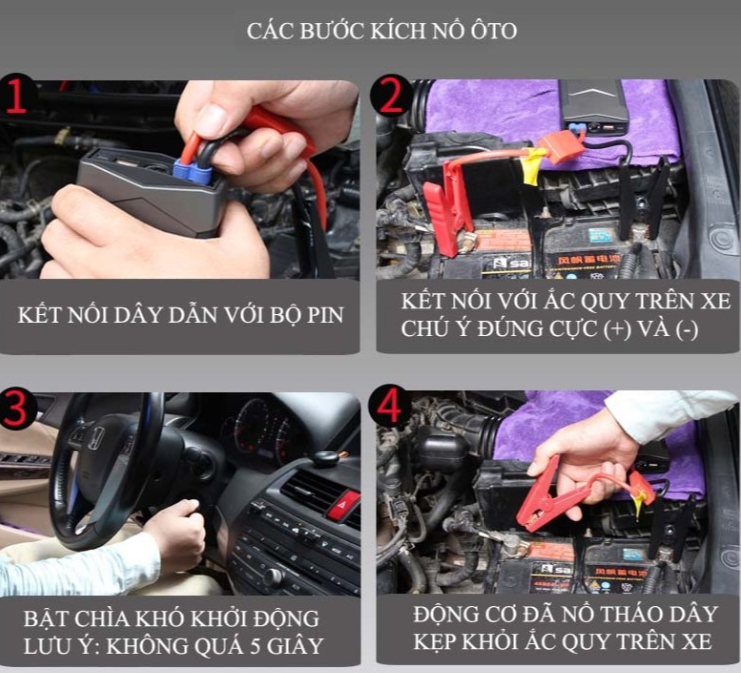 CÁC BƯỚC KÍCH NỔ ÔTO
1
2
KẾT NỐI DÂY DẪN VỚI BỘ PIN
KẾT NỐI VỚI ẮC QUY TRÊN XE
CHÚ Ý ĐÚNG CỰC (+) VÀ (-)
3
4
BẬT CHÌA KHÓ KHỞI ĐỘNG
LƯU Ý: KHÔNG QUÁ 5 GIÂY
ĐỘNG CƠ ĐÃ NỔ THÁO DÂY
KẸP KHỎI ẮC QUY TRÊN XE